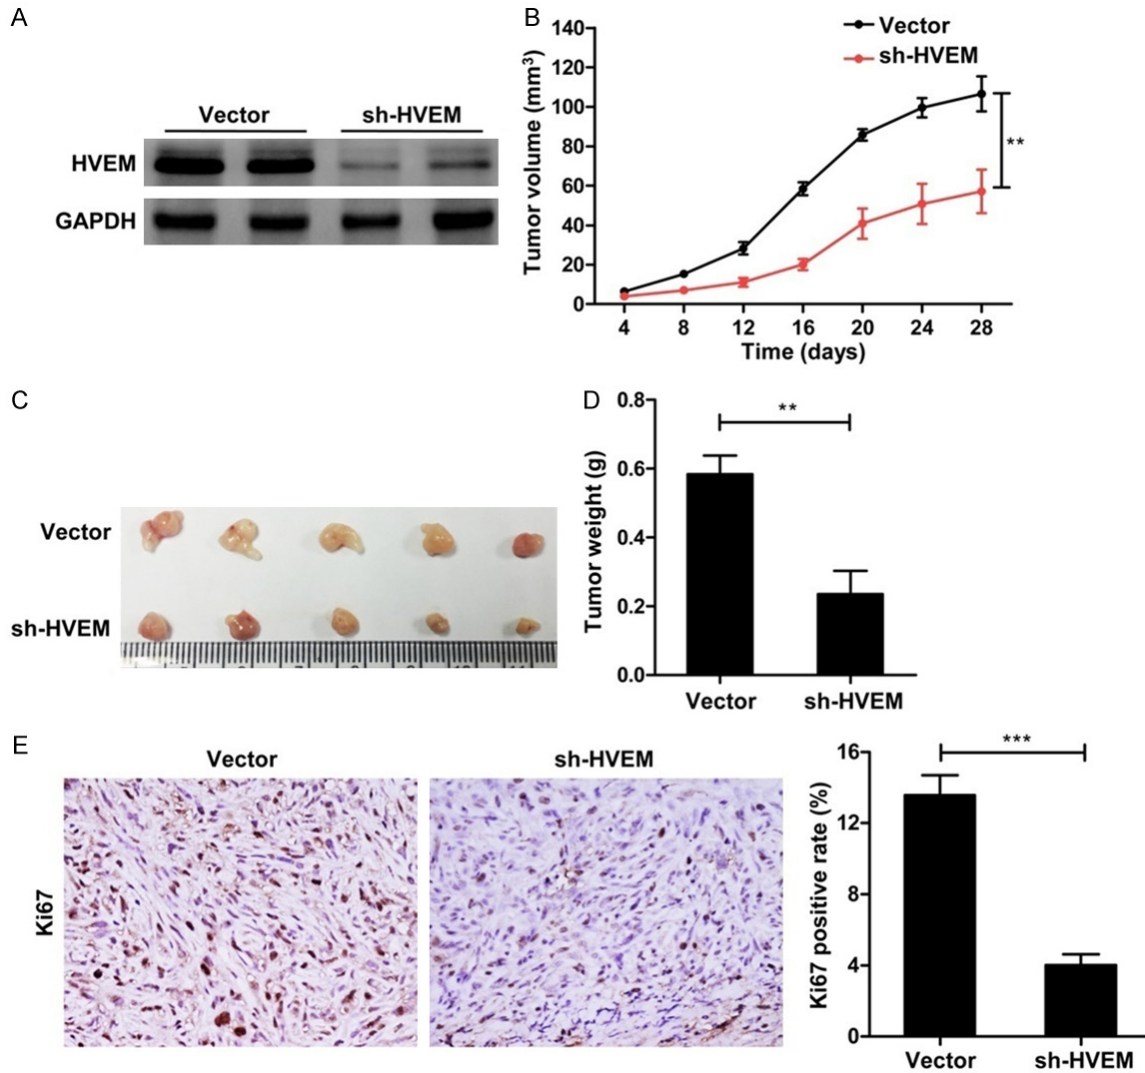 A
Vector sh-HVEM
HVEM
GAPDH
B
Vector
sh-HVEM
Tumor volume (mm³)
140
120
100
80
60
40
20
0
**
4 8 12 16 20 24 28
Time (days)
C
Vector
sh-HVEM
D
Tumor weight (g)
0.8
0.6
0.4
0.2
0.0
**
Vector sh-HVEM
E
Vector sh-HVEM
Ki67
Ki67 positive rate (%)
16
12
8
4
0
***
Vector sh-HVEM